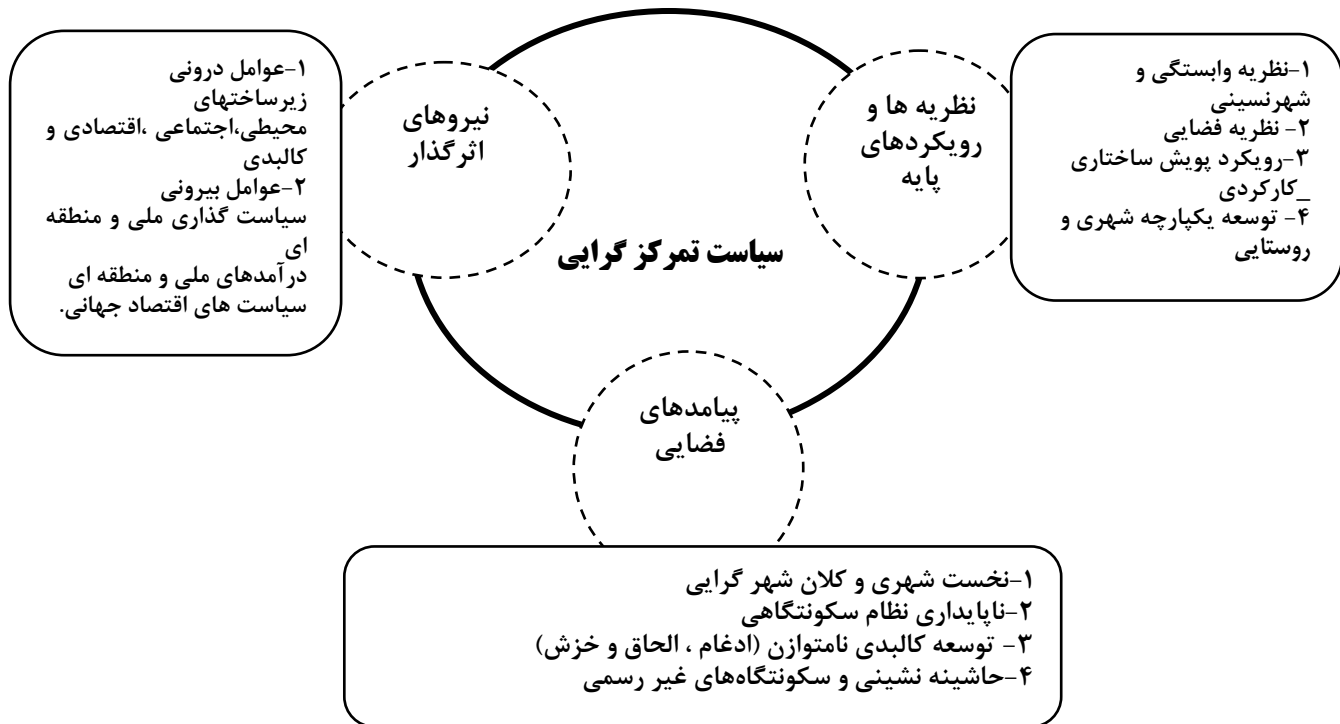 نظریه ها و
رویکردهای
پایه
۱-نظریه وابستگی و
شهرنسینی
۲- نظریه فضایی
۳-رویکرد پویش ساختاری
_کارکردی
۴- توسعه یکپارچه شهری و
روستایی
نیروهای
اثرگذار
۱-عوامل درونی
زیرساختهای
محیطی،اجتماعی ،اقتصادی و
کالبدی
۲-عوامل بیرونی
سیاست گذاری ملی و منطقه
ای
درآمدهای ملی و منطقه ای
سیاست های اقتصاد جهانی.
سیاست تمرکز گرایی
پیامدهای
فضایی
۱-نخست شهری و کلان شهر گرایی
۲-ناپایداری نظام سکونتگاهی
۳- توسعه کالبدی نامتوازن (ادغام ، الحاق و خزش)
۴-حاشینه نشینی و سکونتگاه‌های غیر رسمی